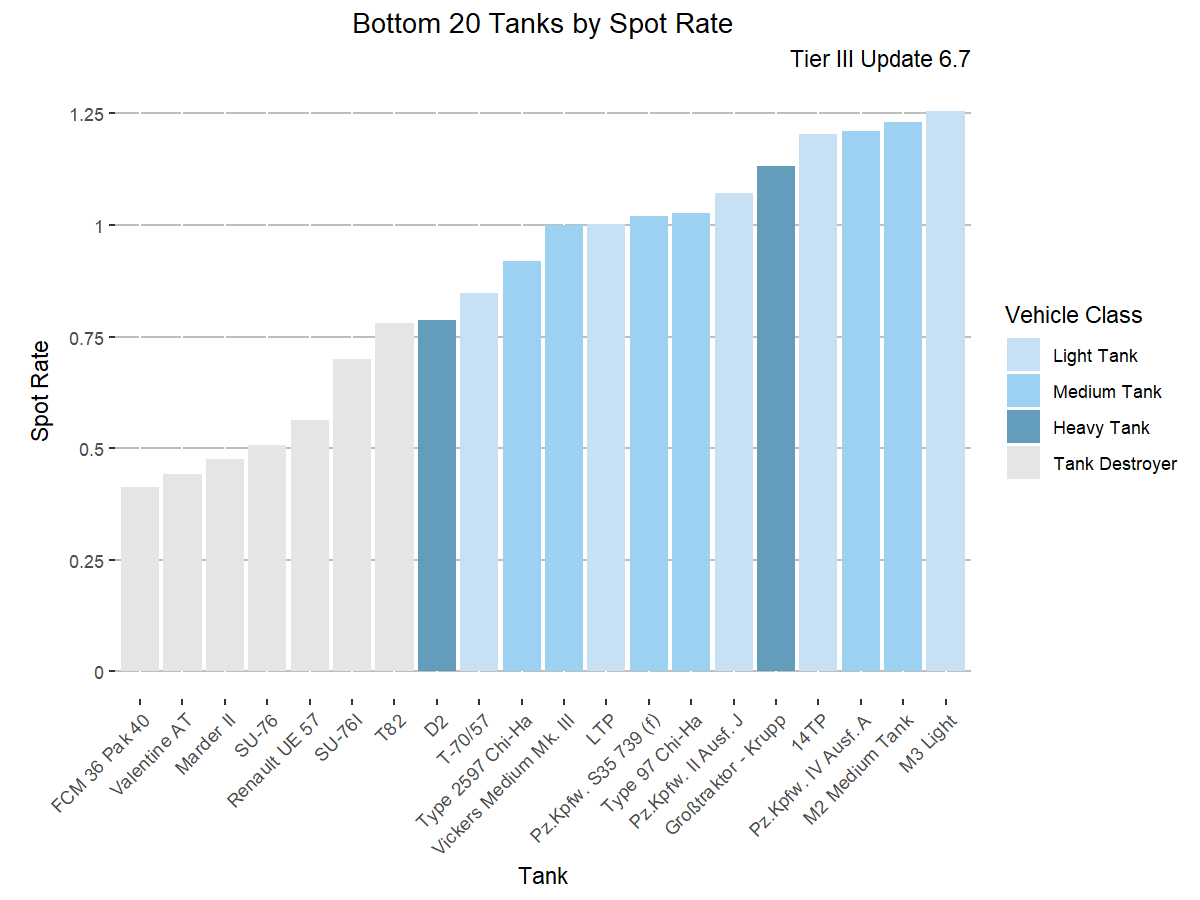 Bottom 20 Tanks by Spot Rate
Tier III Update 6.7
1.25
1
0.75
0.5
0.25
0
Spot Rate
FCM 36 Pak 40
Valentine AT
Marder II
SU-76
Renault UE 57
SU-76I
T82
D2
T-70/57
Type 2597 Chi-Ha
Vickers Medium Mk. III
LTP
Pz.Kpfw. S35 739 (f)
Type 97 Chi-Ha
Pz.Kpfw. II Ausf. J
Großtraktor - Krupp
14TP
Pz.Kpfw. IV Ausf. A
M2 Medium Tank
M3 Light
Tank
Vehicle Class
Light Tank
Medium Tank
Heavy Tank
Tank Destroyer